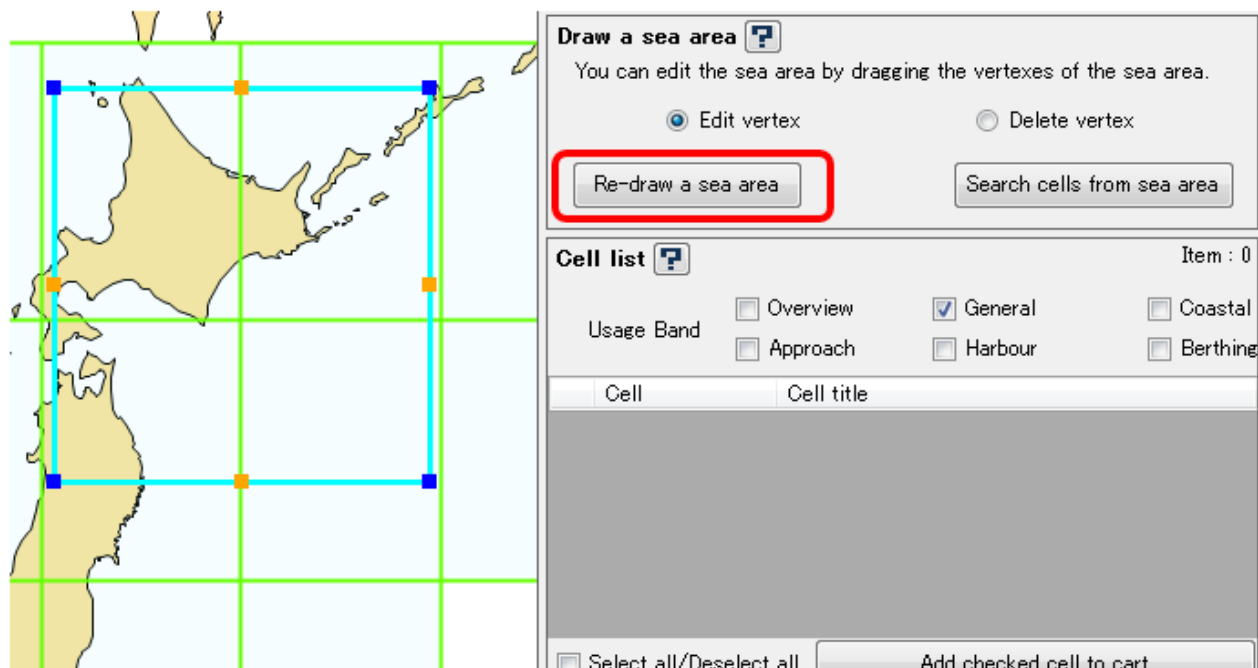 Draw a sea area ?
You can edit the sea area by dragging the vertexes of the sea area.
Edit vertex Delete vertex
Re-draw a sea area Search cells from sea area
Cell list ? Item : 0
Overview General Coastal
Usage Band
Approach Harbour Berthing
Cell Cell title
Select all/Deselect all Add checked cell to cart